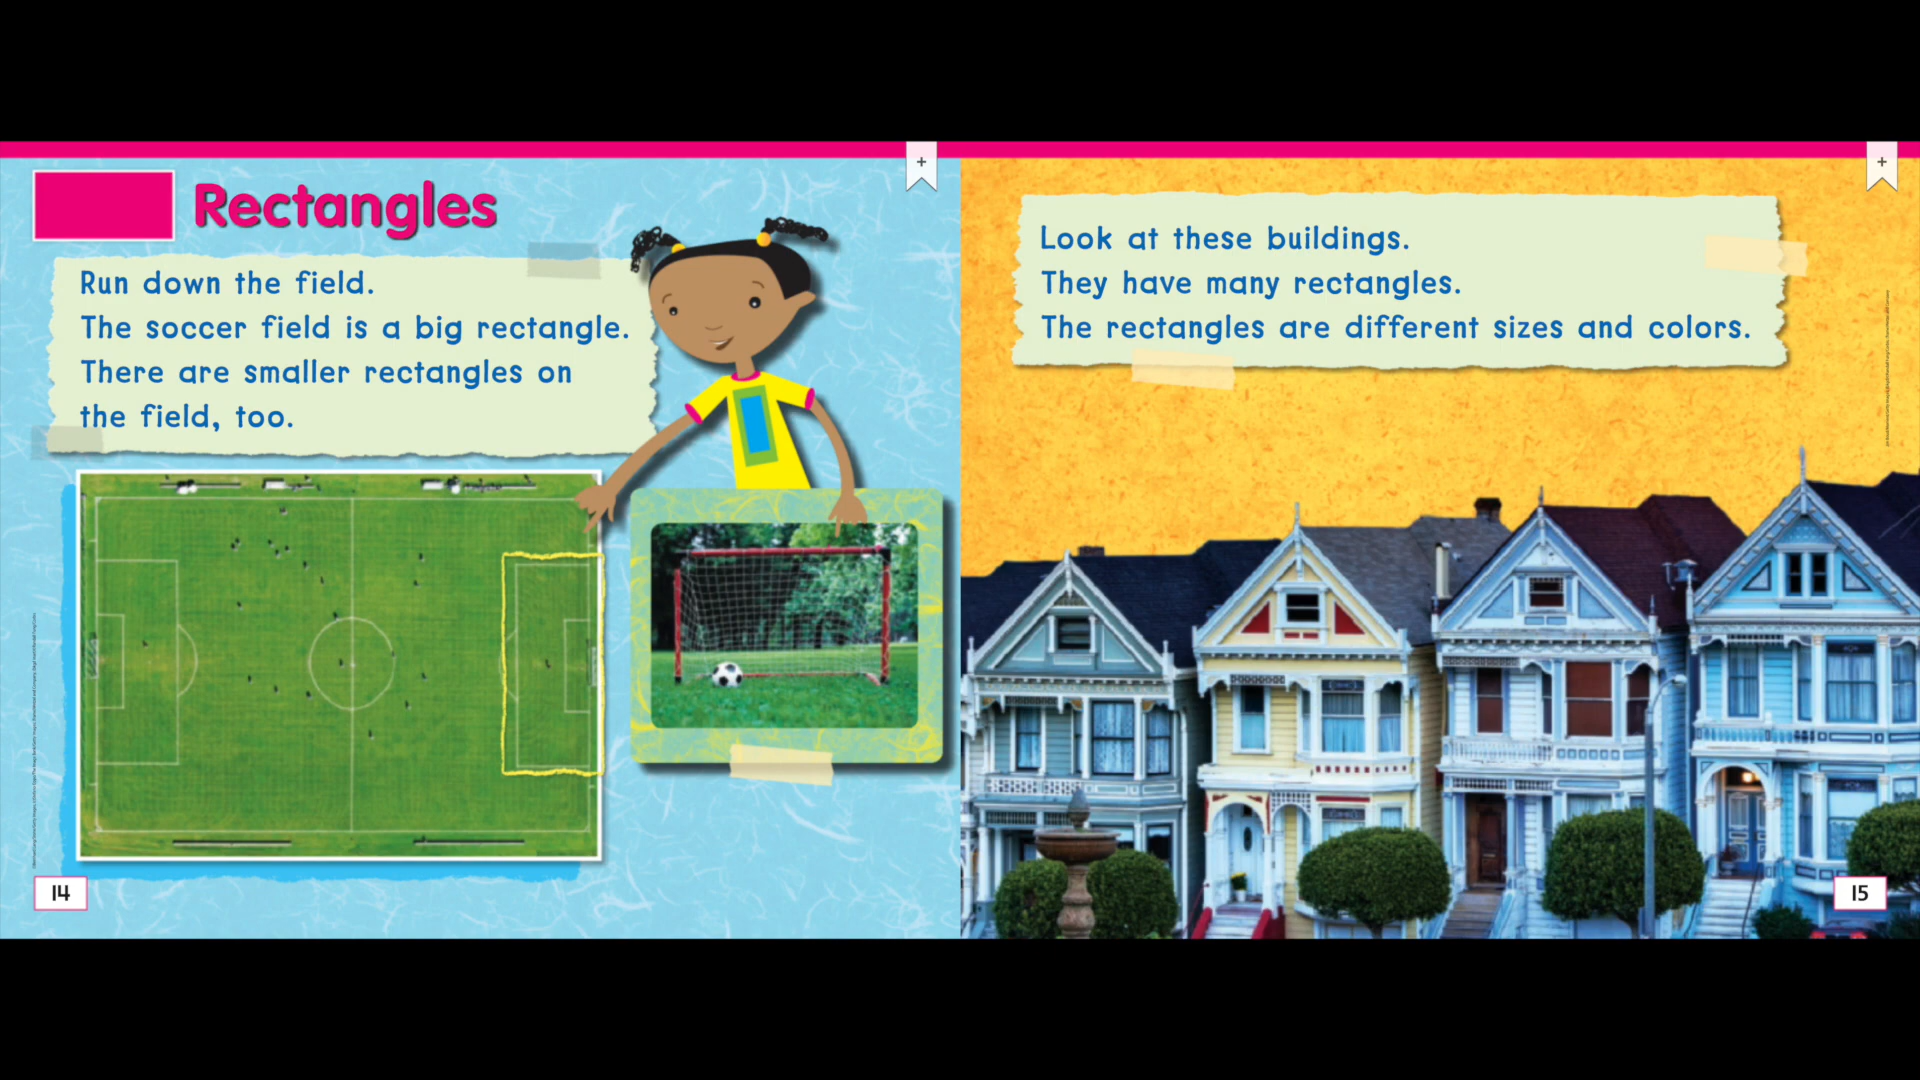 Rectangles
Run down the field.
The soccer field is a big rectangle.
There are smaller rectangles on
the field, too.
14
+
Look at these buildings.
They have many rectangles.
The rectangles are different sizes and colors.
15
+